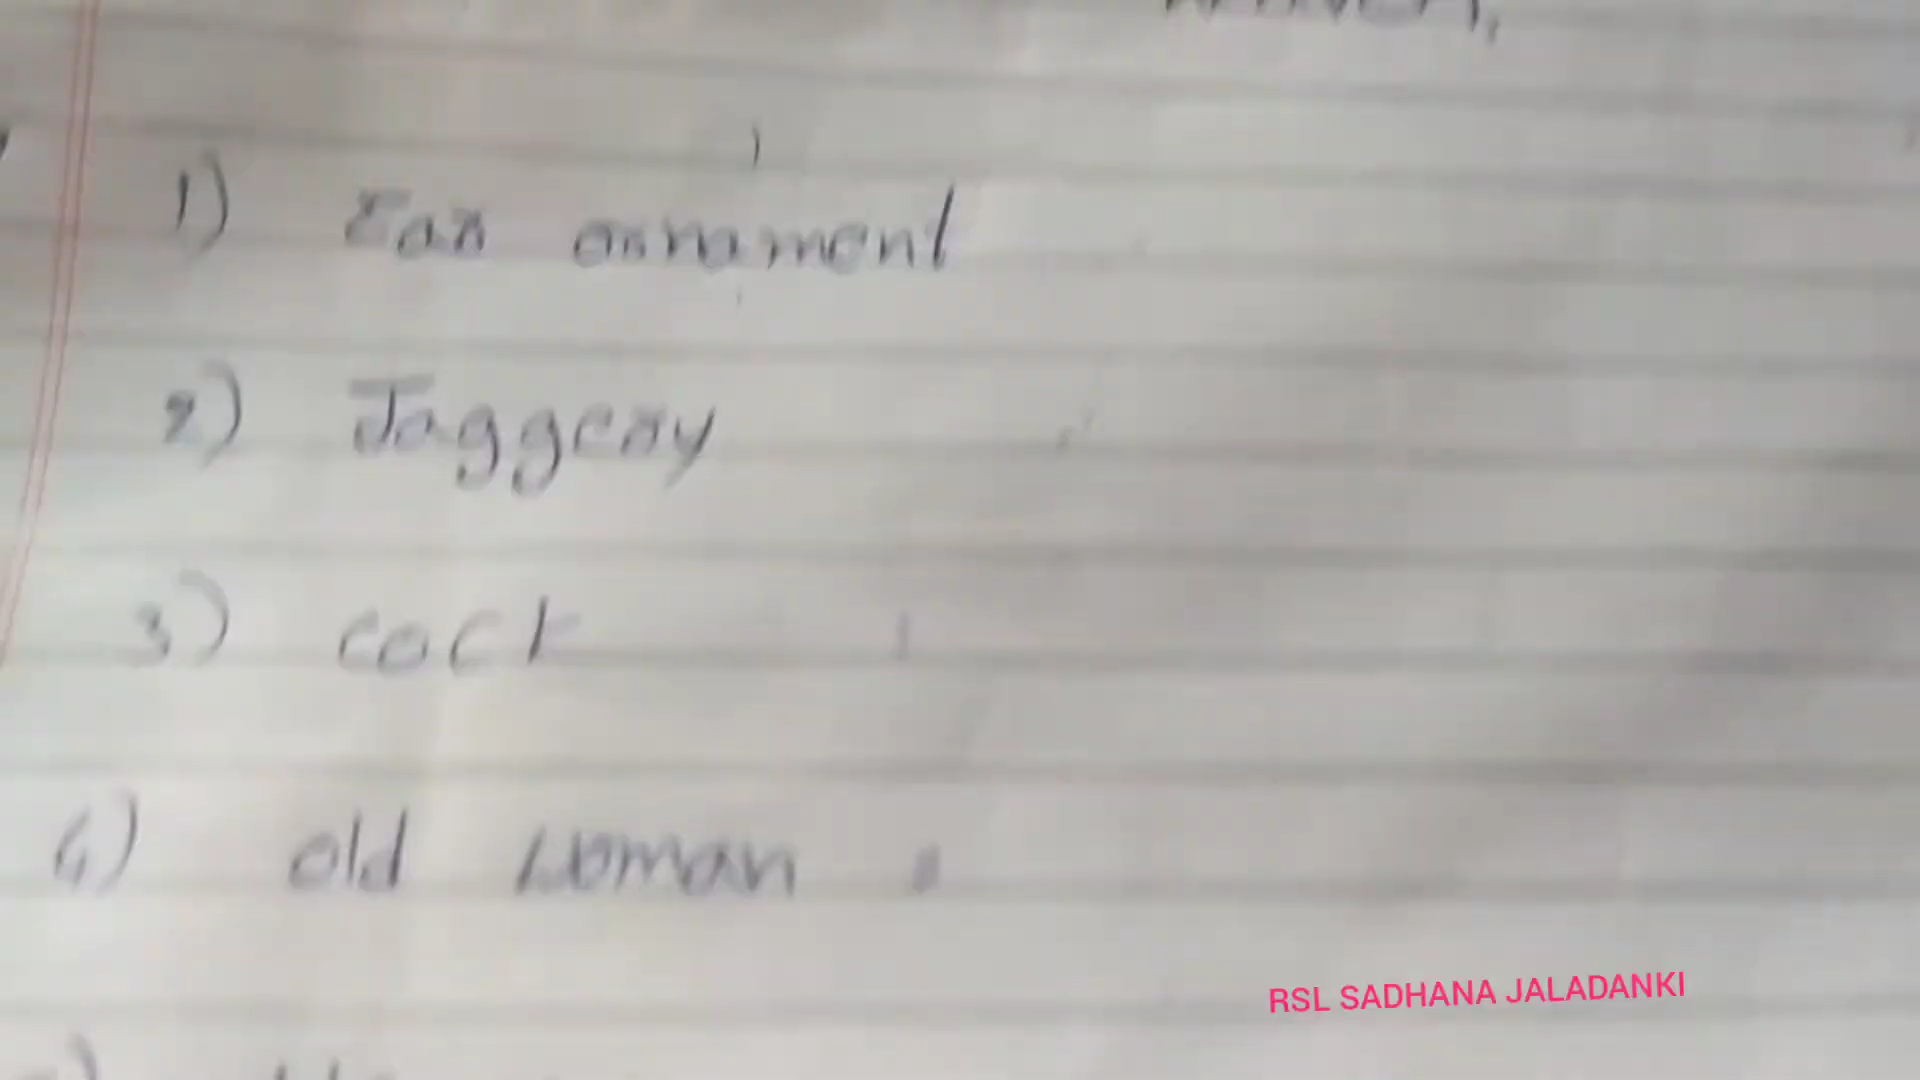 1) Ear ornament
2) Jaggery
3) cock
4) old woman
RSL SADHANA JALADANKI